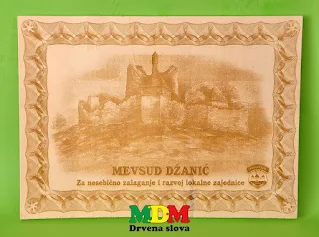 MEVSUD DŽANIĆ
Za nesebično zalaganje i razvoj lokalne zajednice
MDM
Drvena slova